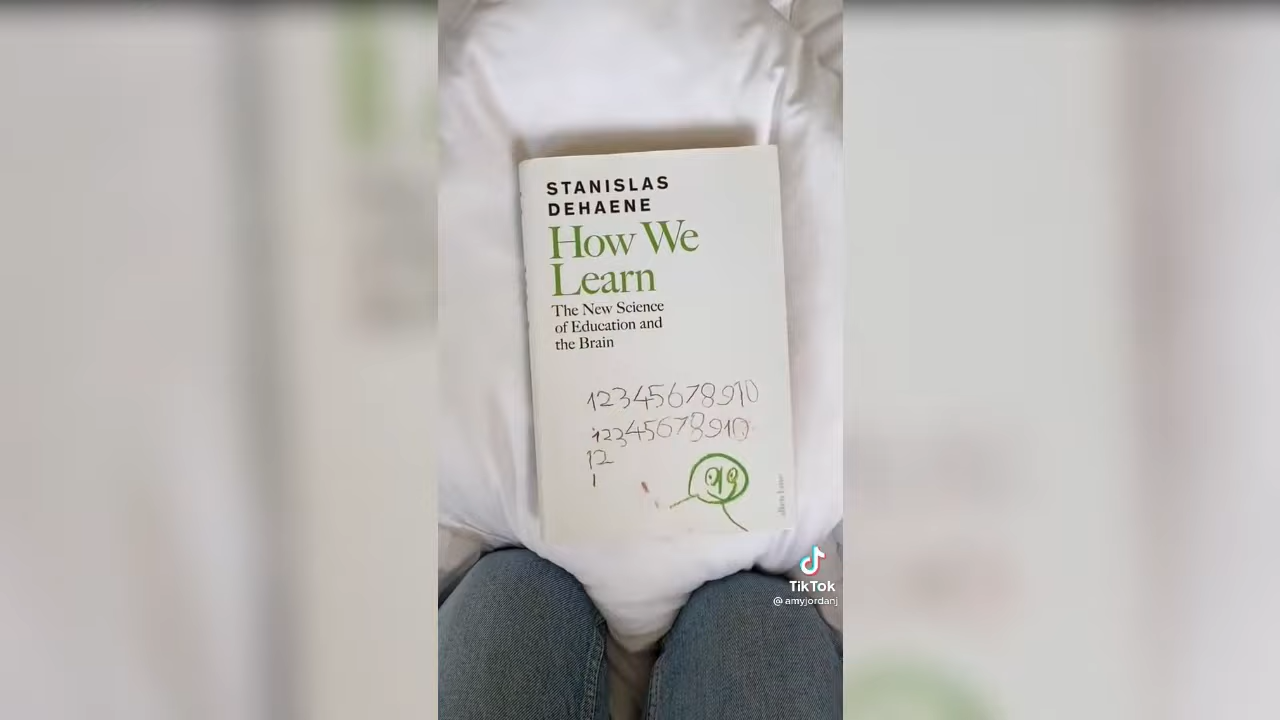 STANISLAS
DEHAENE
How We
Learn
The New Science
of Education and
the Brain
12345678910
12345678910
12
1
TikTok
@amyjordanj